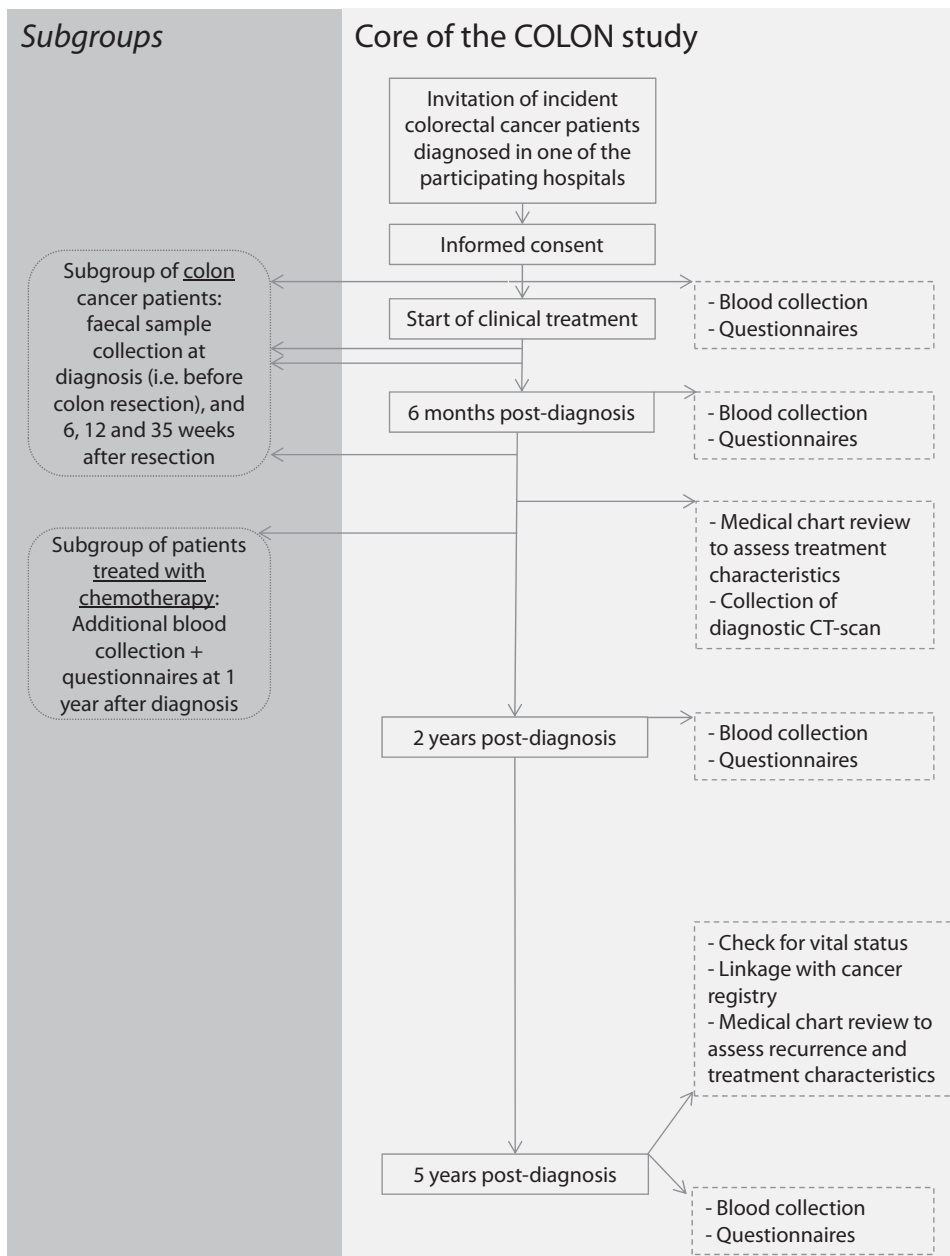 Subgroups
Core of the COLON study
Invitation of incident
colorectal cancer patients
diagnosed in one of the
participating hospitals
Informed consent
Subgroup of colon
cancer patients:
faecal sample
collection at
diagnosis (i.e. before
colon resection), and
6, 12 and 35 weeks
after resection
- Blood collection
- Questionnaires
Start of clinical treatment
6 months post-diagnosis
- Blood collection
- Questionnaires
- Medical chart review
to assess treatment
characteristics
- Collection of
diagnostic CT-scan
Subgroup of patients
treated with
chemotherapy:
Additional blood
collection +
questionnaires at 1
year after diagnosis
2 years post-diagnosis
- Blood collection
- Questionnaires
- Check for vital status
- Linkage with cancer
registry
- Medical chart review to
assess recurrence and
treatment characteristics
5 years post-diagnosis
- Blood collection
- Questionnaires